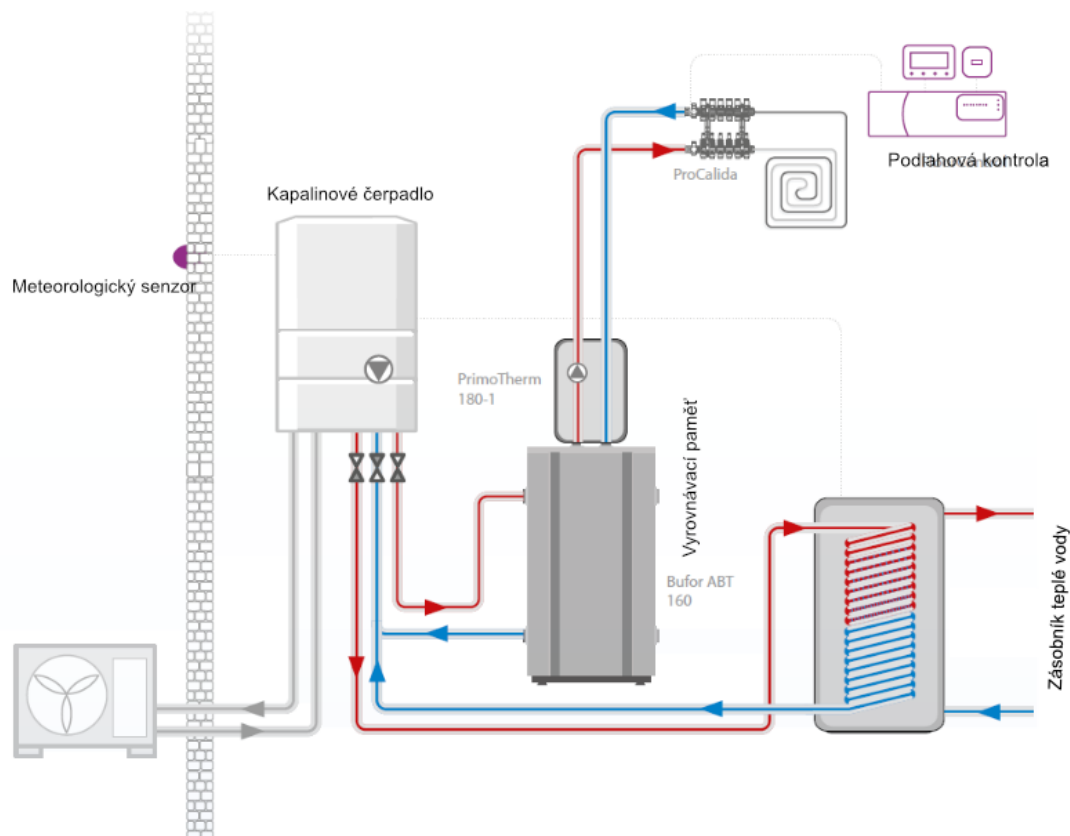 ProCalida
Podlahová kontrola
Kapalinové čerpadlo
Meteorologický senzor
PrimoTherm
180-1
Vyrovnávací paměť
Bufor ABT
160
Zásobník teplé vody